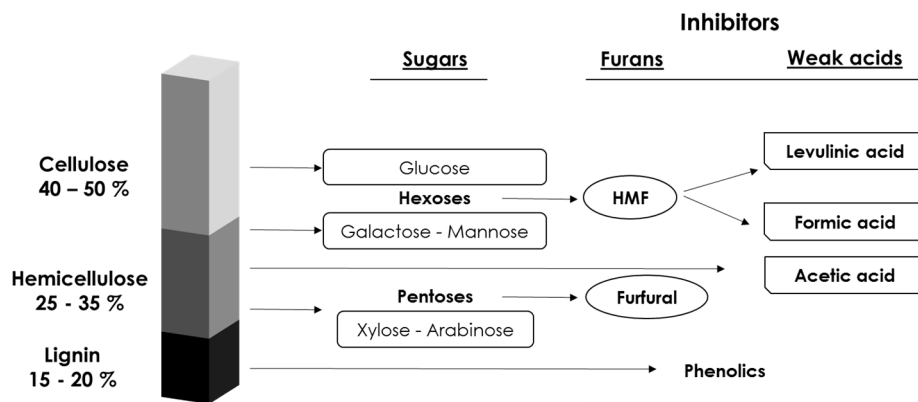 Inhibitors
Sugars
Furans
Weak acids
Cellulose
40 – 50 %
Glucose
Hexoses
Galactose - Mannose
HMF
Levulinic acid
Formic acid
Hemicellulose
25 - 35 %
Acetic acid
Pentoses
Xylose - Arabinose
Furfural
Lignin
15 - 20 %
Phenolics